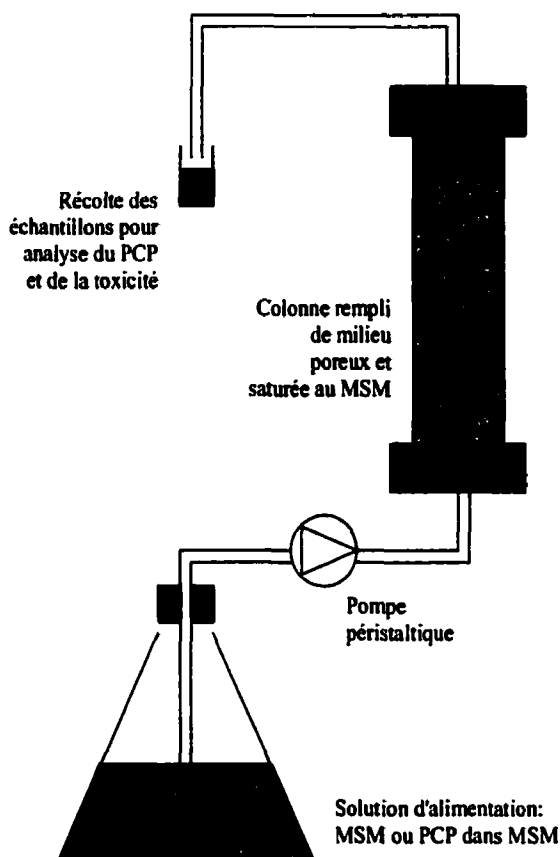 Récolte des
échantillons pour
analyse du PCP
et de la toxicité
Colonne rempli
de milieu
poreux et
saturée au MSM
Pompe
péristaltique
Solution d'alimentation:
MSM ou PCP dans MSM